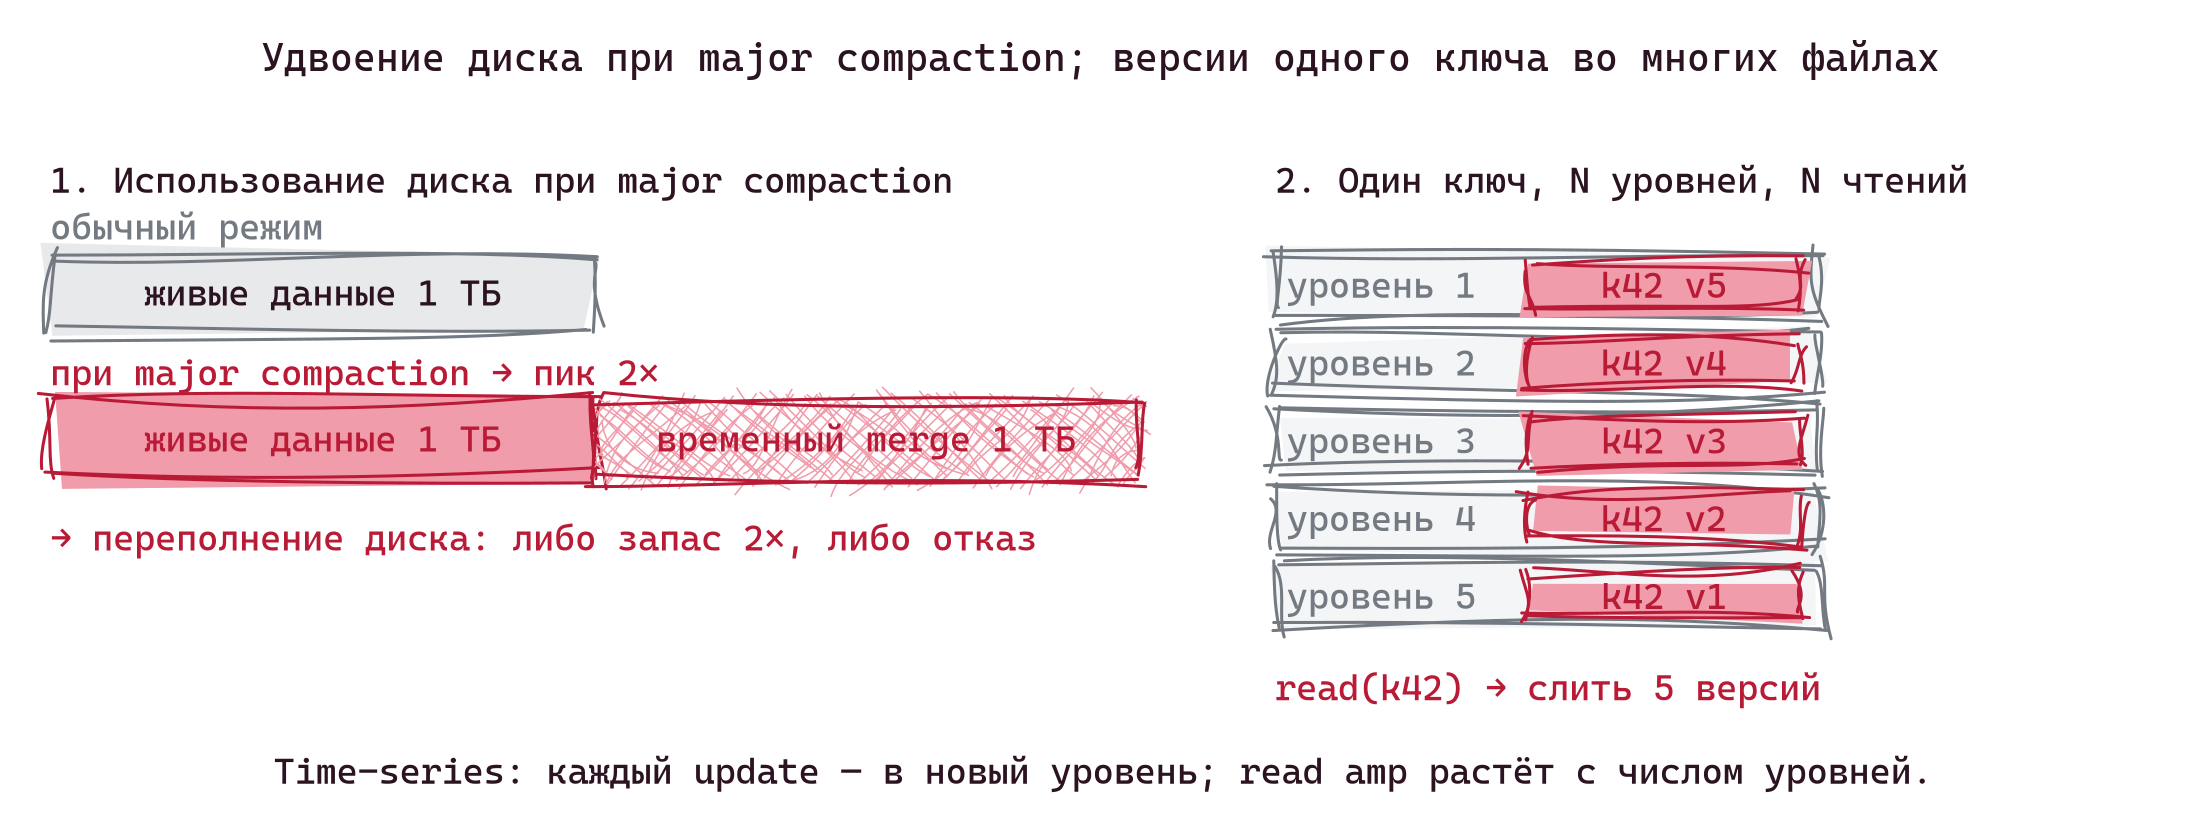 Удвоение диска при major compaction; версии одного ключа во многих файлах
1. Использование диска при major compaction
обычный режим
живые данные 1 ТБ
при major compaction → пик 2×
живые данные 1 ТБ
временный merge 1 ТБ
→ переполнение диска: либо запас 2×, либо отказ
2. Один ключ, N уровней, N чтений
уровень 1
k42 v5
уровень 2
k42 v4
уровень 3
k42 v3
уровень 4
k42 v2
уровень 5
k42 v1
read(k42) → слить 5 версий
Time-series: каждый update — в новый уровень; read amp растёт с числом уровней.